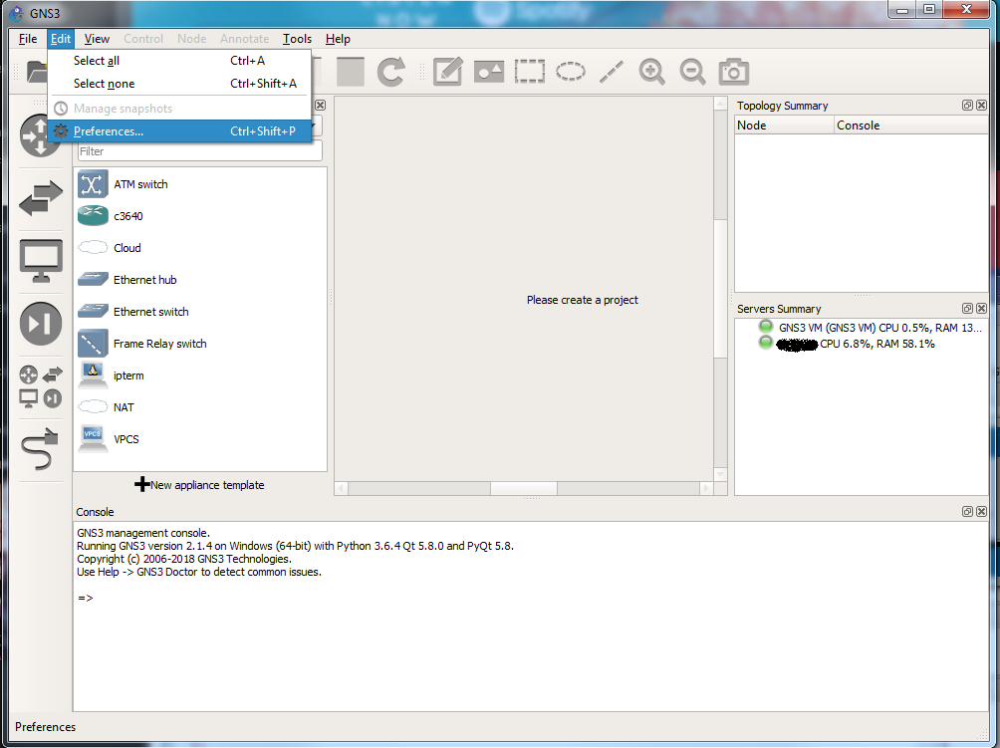 GNS3
File Edit View Control Node Annotate Tools Help
Select all Ctrl+A
Select none Ctrl+Shift+A
Manage snapshots
Preferences... Ctrl+Shift+P
Filter
ATM switch
c3640
Cloud
Ethernet hub
Ethernet switch
Frame Relay switch
ipterm
NAT
VPCS
VPCS
New appliance template
Please create a project
Topology Summary
Node Console
Servers Summary
GNS3 VM (GNS3 VM) CPU 0.5%, RAM 13...
CPU 6.8%, RAM 58.1%
Console
GNS3 management console.
Running GNS3 version 2.1.4 on Windows (64-bit) with Python 3.6.4 Qt 5.8.0 and PyQt 5.8.
Copyright (c) 2006-2018 GNS3 Technologies.
Use Help -> GNS3 Doctor to detect common issues.
=>
Preferences